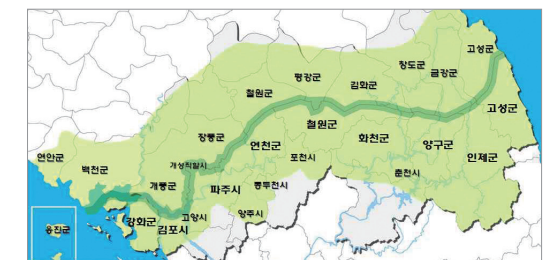 고성군
장도군
금강군
평강군
김화군
철원군
고성군
철원군
장풍군
연천군
화천군
양구군
인제군
연안군
백천군
개성직할시
포천시
춘천시
개풍군
파주시
동두천시
강화군
고양시
양주시
김포시
옹진군